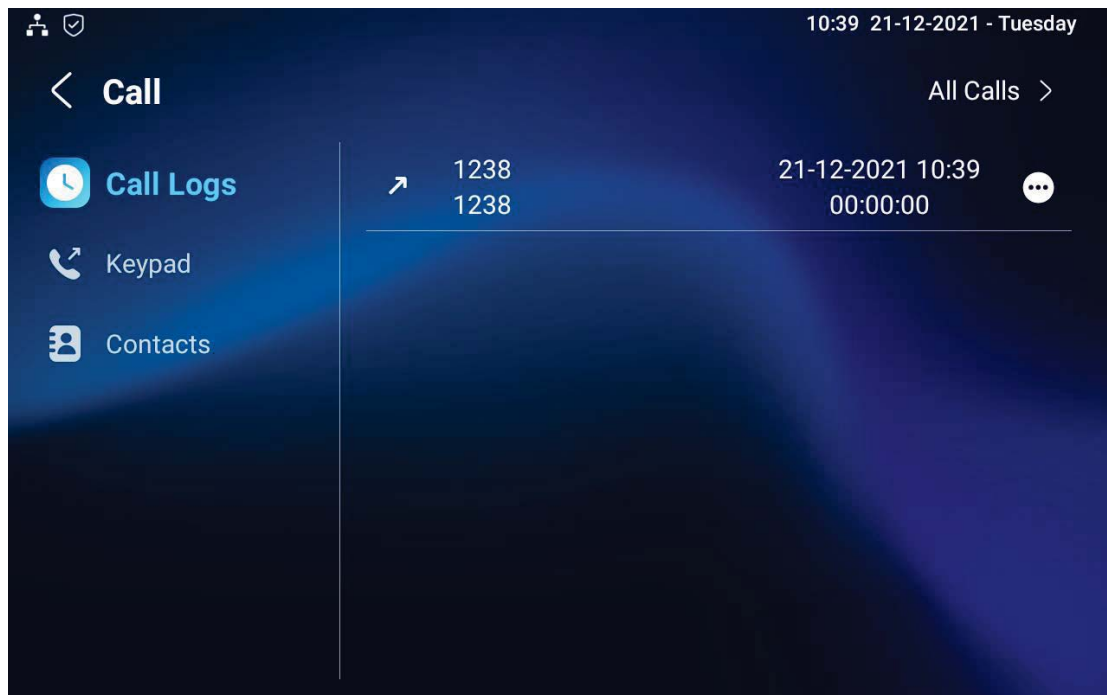 10:39 21-12-2021 - Tuesday
Call
All Calls
Call Logs
1238
21-12-2021 10:39
1238
00:00:00
Keypad
Contacts